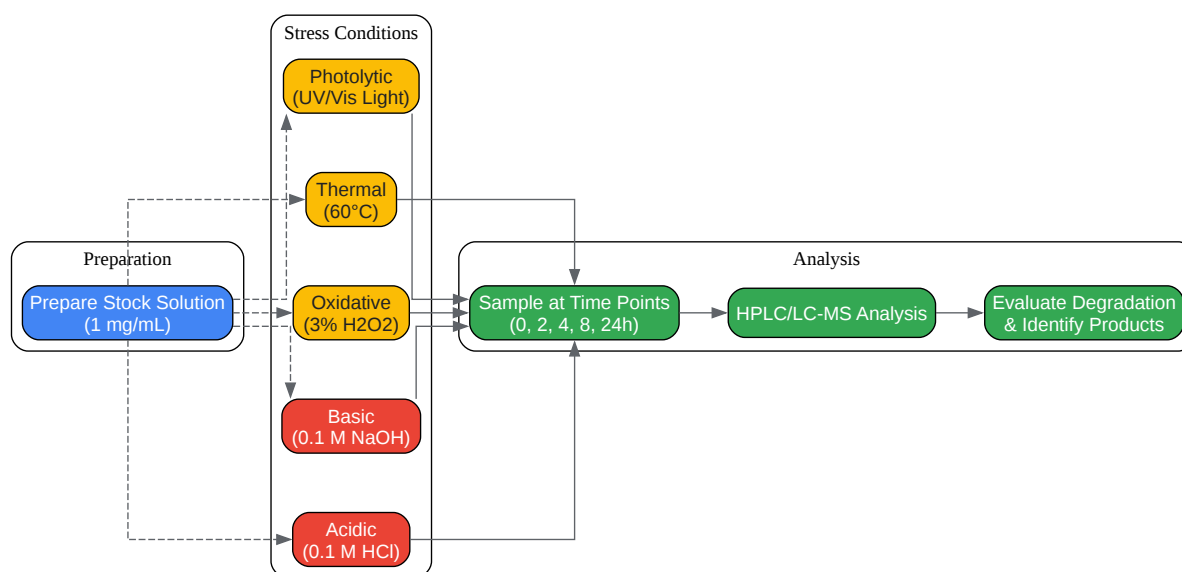 Stress Conditions
Photolytic
(UV/Vis Light)
Thermal
(60°C)
Preparation
Prepare Stock Solution
(1 mg/mL)
Oxidative
(3% H2O2)
Basic
(0.1 M NaOH)
Acidic
(0.1 M HCl)
Analysis
Sample at Time Points
(0, 2, 4, 8, 24h)
HPLC/LC-MS Analysis
Evaluate Degradation
& Identify Products